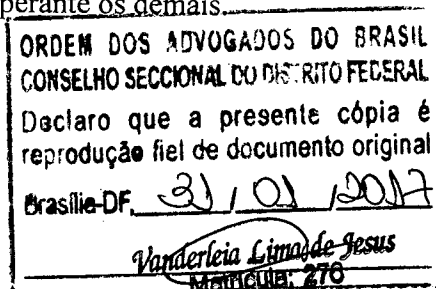 perante os demais.
ORDEM DOS ADVOGADOS DO BRASIL
CONSELHO SECCIONAL DO DISTRITO FEDERAL
Declaro que a presente cópia é
reprodução fiel de documento original
Brasília-DF, 31 / 01 / 2017
Vanderleia Lima de Jesus
Matrícula: 276